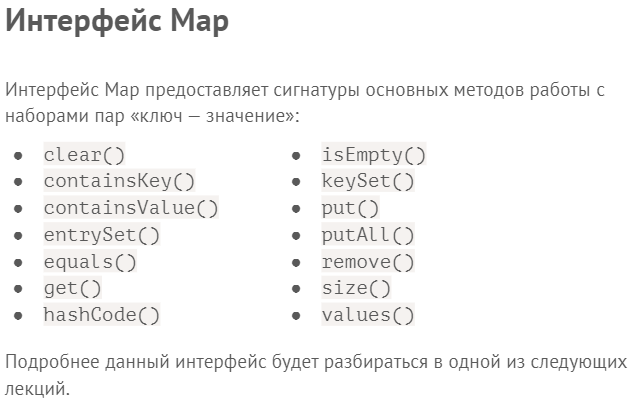 Интерфейс Map
Интерфейс Map предоставляет сигнатуры основных методов работы с
наборами пар «ключ — значение»:
• clear()
• containsKey()
• containsValue()
• entrySet()
• equals()
• get()
• hashCode()
• isEmpty()
• keySet()
• put()
• putAll()
• remove()
• size()
• values()
Подробнее данный интерфейс будет разбираться в одной из следующих
лекций.